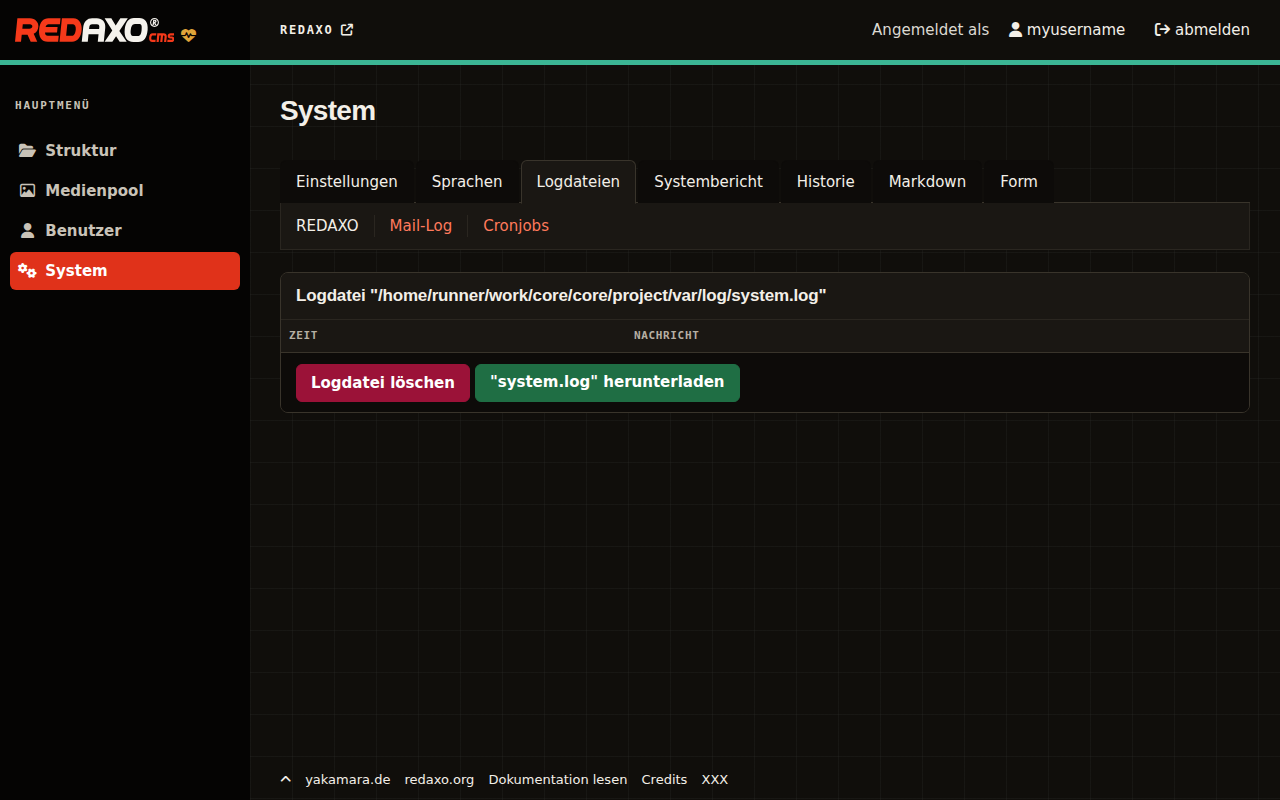 REDAXO® cms
REDAXO
Angemeldet als myusername abmelden
HAUPTMENÜ
Struktur
Medienpool
Benutzer
System
System
Einstellungen Sprachen Logdateien Systembericht Historie Markdown Form
REDAXO Mail-Log Cronjobs
Logdatei "/home/runner/work/core/core/project/var/log/system.log"
ZEIT NACHRICHT
Logdatei löschen "system.log" herunterladen
yakamara.de redaxo.org Dokumentation lesen Credits XXX